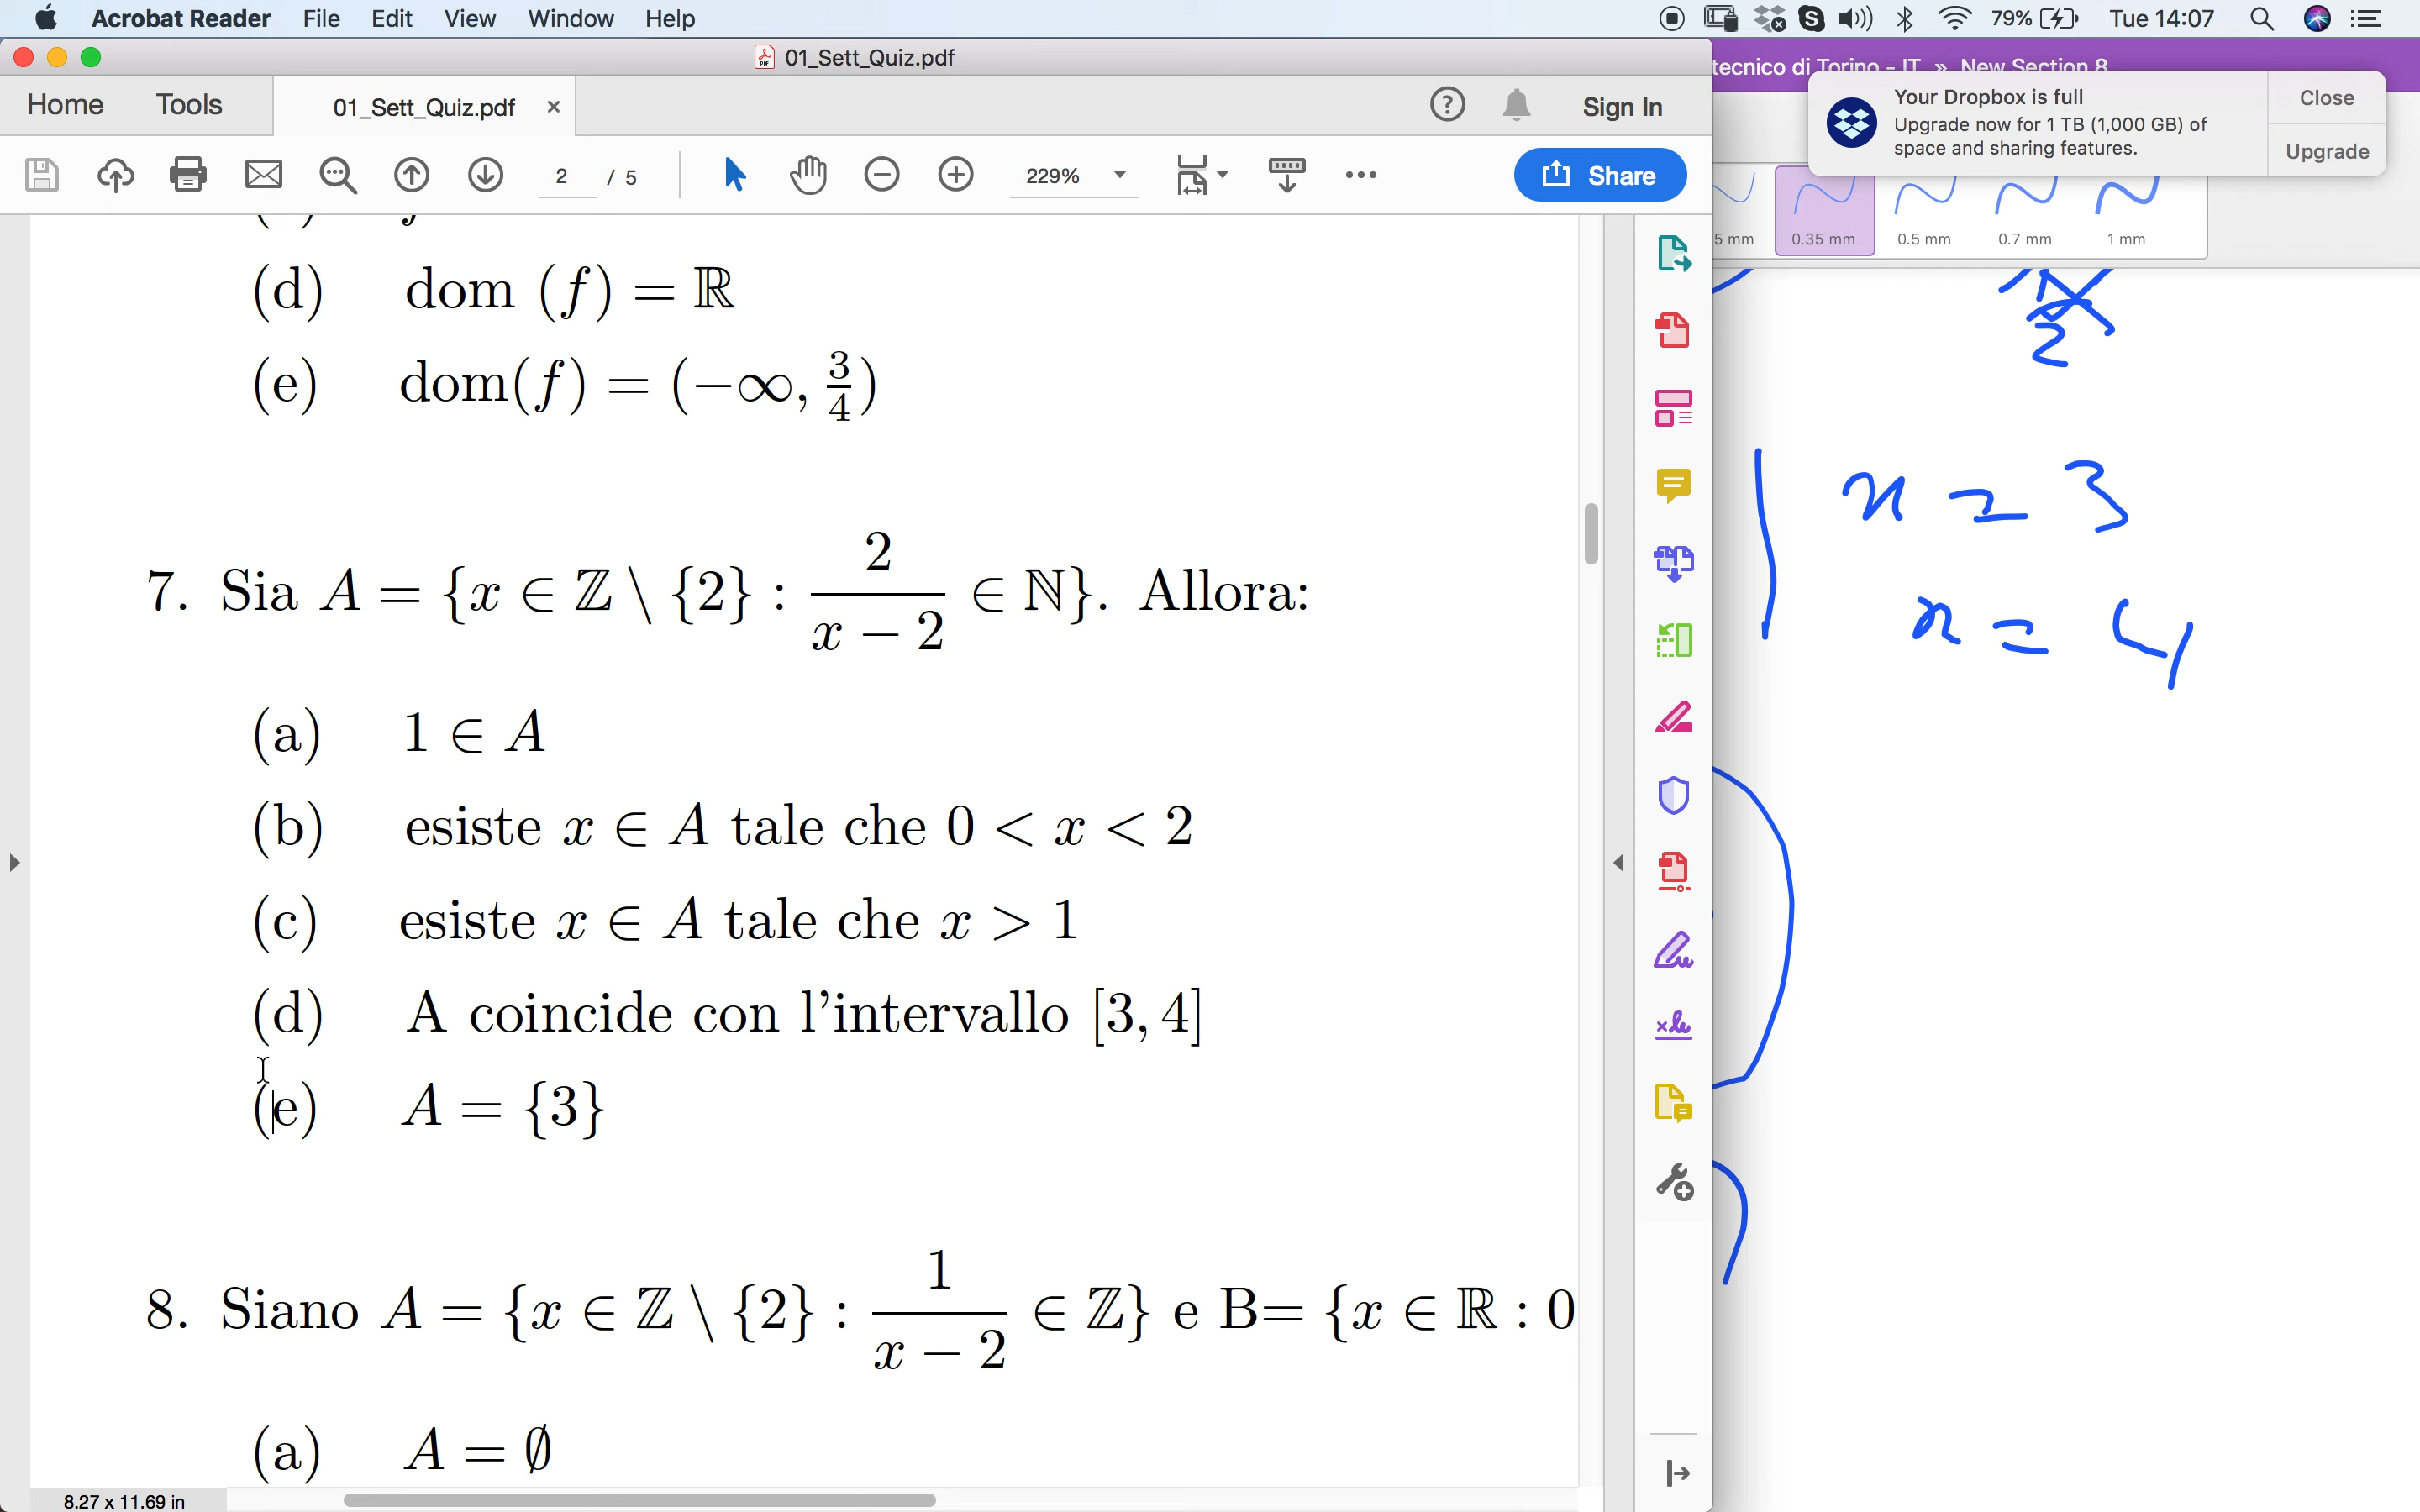 Acrobat Reader File Edit View Window Help 79% Tue 14:07
01_Sett_Quiz.pdf
tecnico di Torino - IT » New Section 8
Your Dropbox is full
Upgrade now for 1 TB (1,000 GB) of
space and sharing features.
Close
Upgrade
Home Tools 01_Sett_Quiz.pdf × Sign In
2 / 5 229% Share
5 mm 0.35 mm 0.5 mm 0.7 mm 1 mm
(d) dom (f) = ℝ
(e) dom(f) = (−∞, 3/4)
2
x = 3
x = 4
7. Sia A = {x ∈ ℤ \ {2} : 2/(x − 2) ∈ ℕ}. Allora:
(a) 1 ∈ A
(b) esiste x ∈ A tale che 0 < x < 2
(c) esiste x ∈ A tale che x > 1
(d) A coincide con l'intervallo [3, 4]
(e) A = {3}
8. Siano A = {x ∈ ℤ \ {2} : 1/(x − 2) ∈ ℤ} e B= {x ∈ ℝ : 0
(a) A = ∅
8.27 x 11.69 in